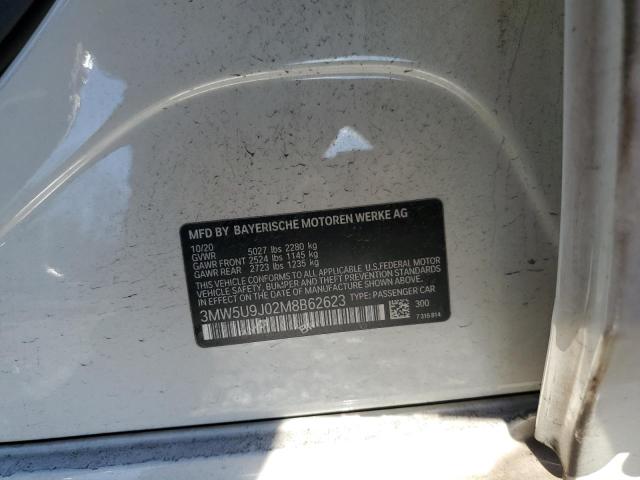 MFD BY BAYERISCHE MOTOREN WERKE AG
10/20
GVWR 5027 lbs 2280 kg
GAWR FRONT 2524 lbs 1145 kg
GAWR REAR 2723 lbs 1235 kg
THIS VEHICLE CONFORMS TO ALL APPLICABLE U.S. FEDERAL MOTOR
VEHICLE SAFETY, BUMPER, AND THEFT PREVENTION
STANDARDS IN EFFECT ON THE DATE OF MANUFACTURE SHOWN ABOVE.
3MW5U9J02M8B62623 TYPE: PASSENGER CAR
300
7 316 814